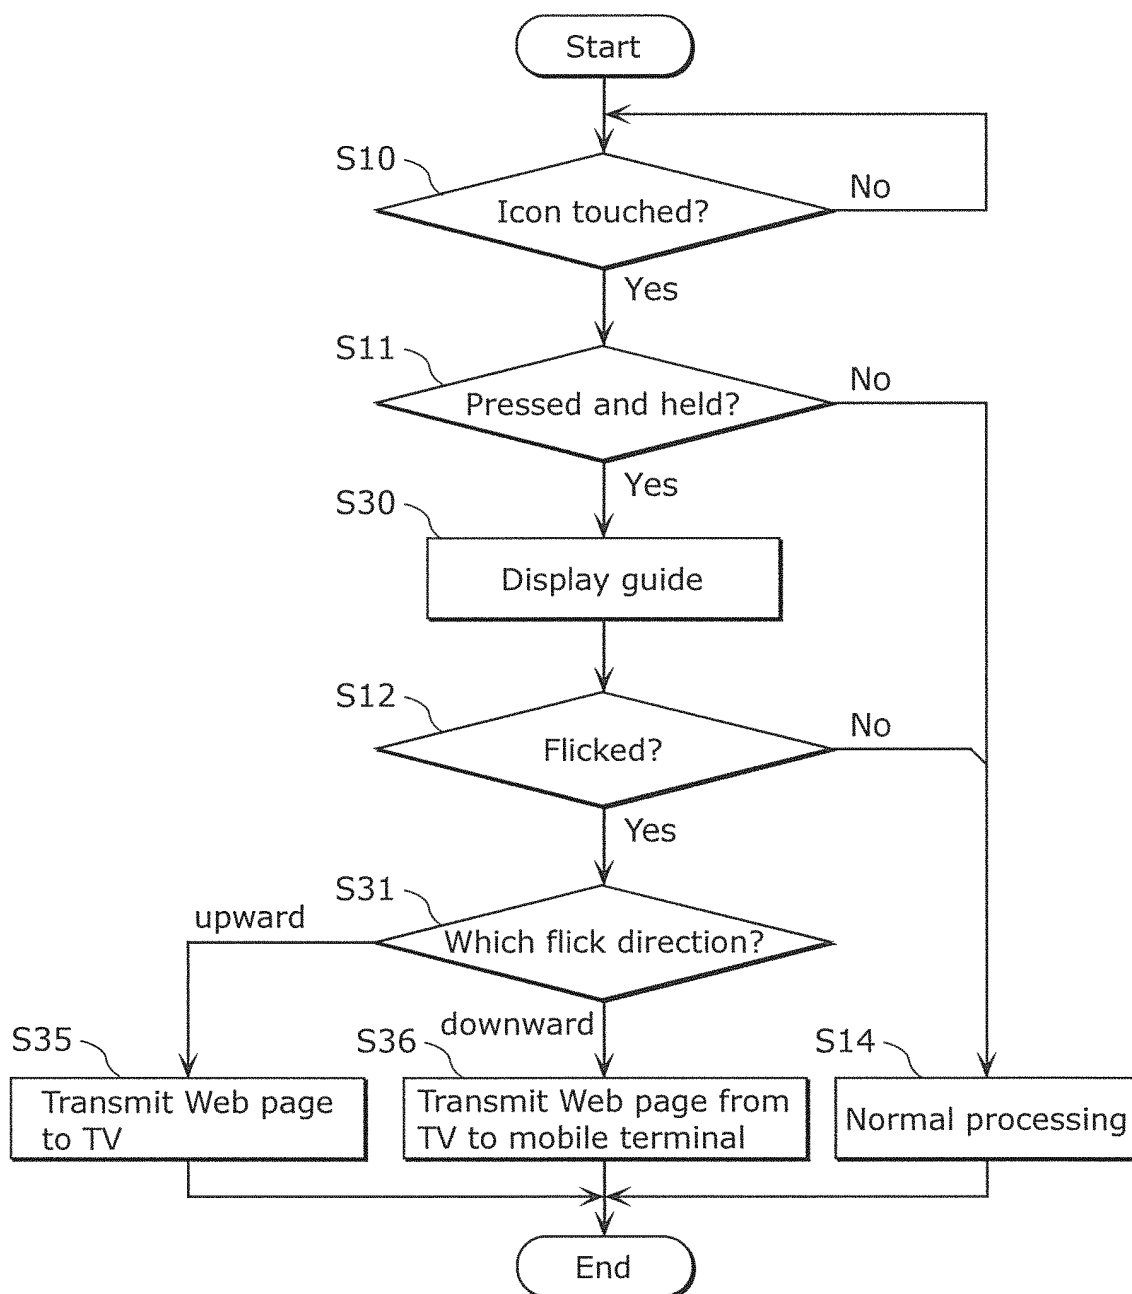 Start
S10
No
Icon touched?
Yes
S11
No
Pressed and held?
Yes
S30
Display guide
S12
No
Flicked?
Yes
S31
upward
Which flick direction?
downward
S35
S36
S14
Transmit Web page
to TV
Transmit Web page from
TV to mobile terminal
Normal processing
End